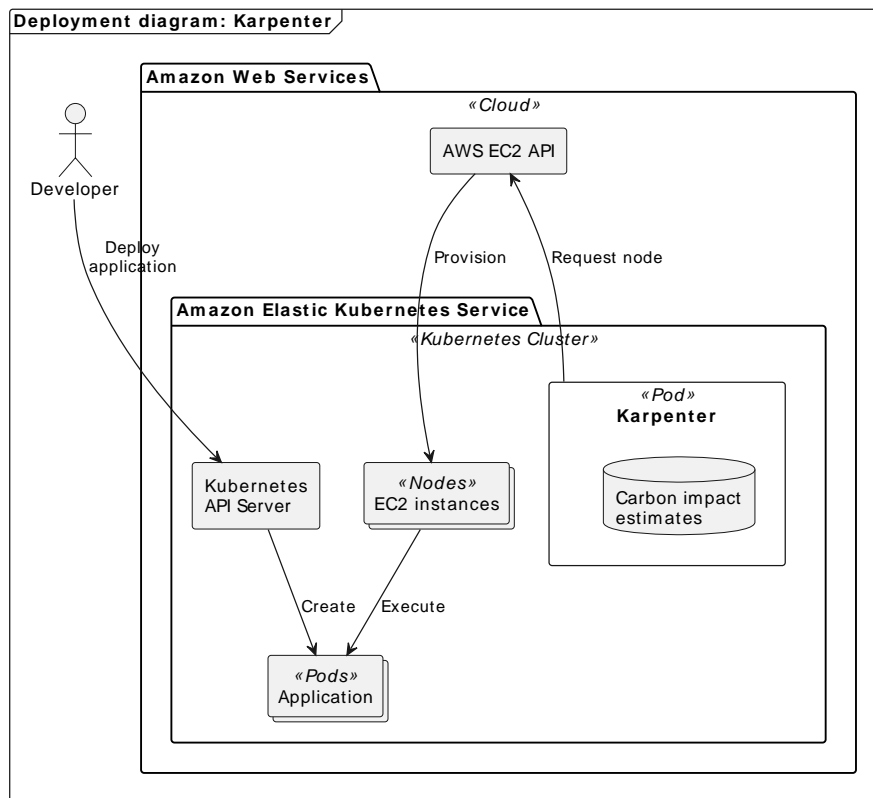 Deployment diagram: Karpenter
Amazon Web Services
«Cloud»
AWS EC2 API
Developer
Deploy
application
Provision
Request node
Amazon Elastic Kubernetes Service
«Kubernetes Cluster»
«Pod»
Karpenter
Carbon impact
estimates
Kubernetes
API Server
«Nodes»
EC2 instances
Create
Execute
«Pods»
Application